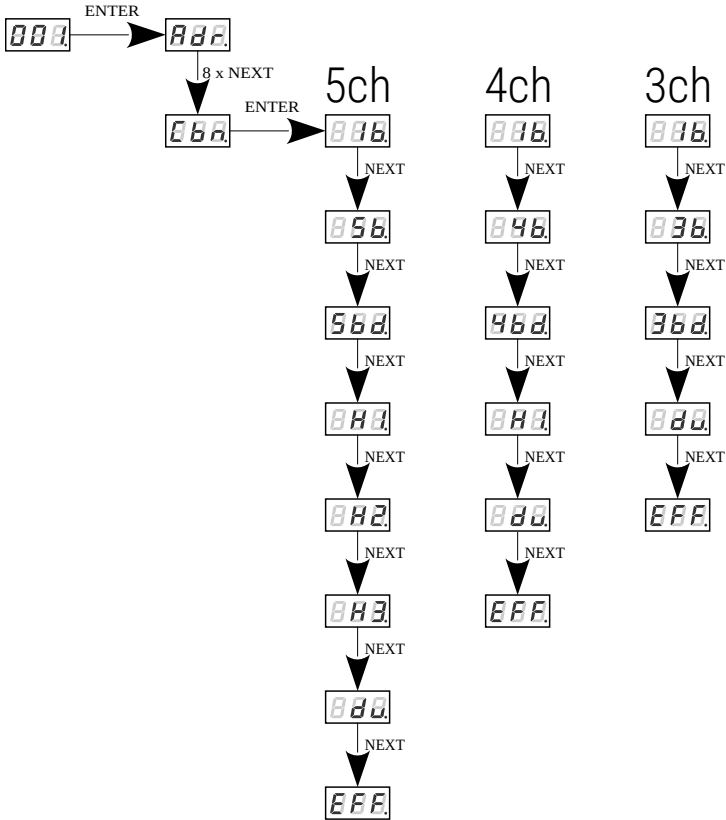 ENTER
001. Adr.
8 x NEXT
5ch 4ch 3ch
ENTER
Cbn. 1b. 1b. 1b.
NEXT NEXT NEXT
5b. 4b. 3b.
NEXT NEXT NEXT
5bd. 4bd. 3bd.
NEXT NEXT NEXT
H1. H1. du.
NEXT NEXT NEXT
H2. du. EFF.
NEXT NEXT
H3. EFF.
NEXT
du.
NEXT
EFF.